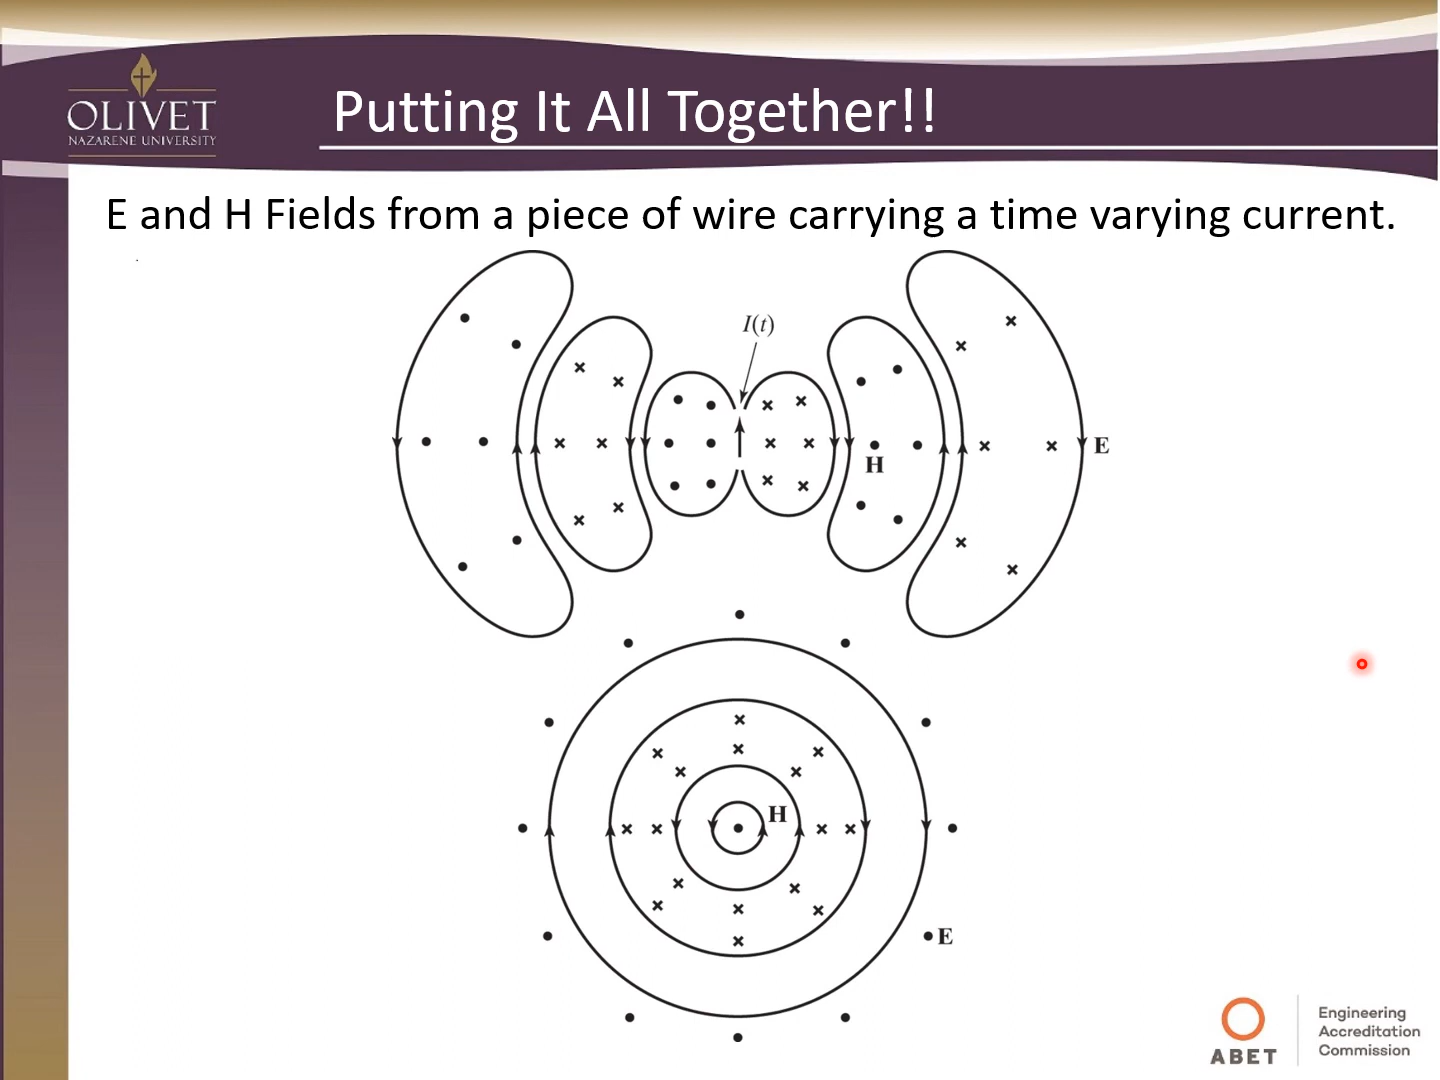 OLIVET
NAZARENE UNIVERSITY
Putting It All Together!!
E and H Fields from a piece of wire carrying a time varying current.
I(t)
H
E
H
E
ABET
Engineering
Accreditation
Commission